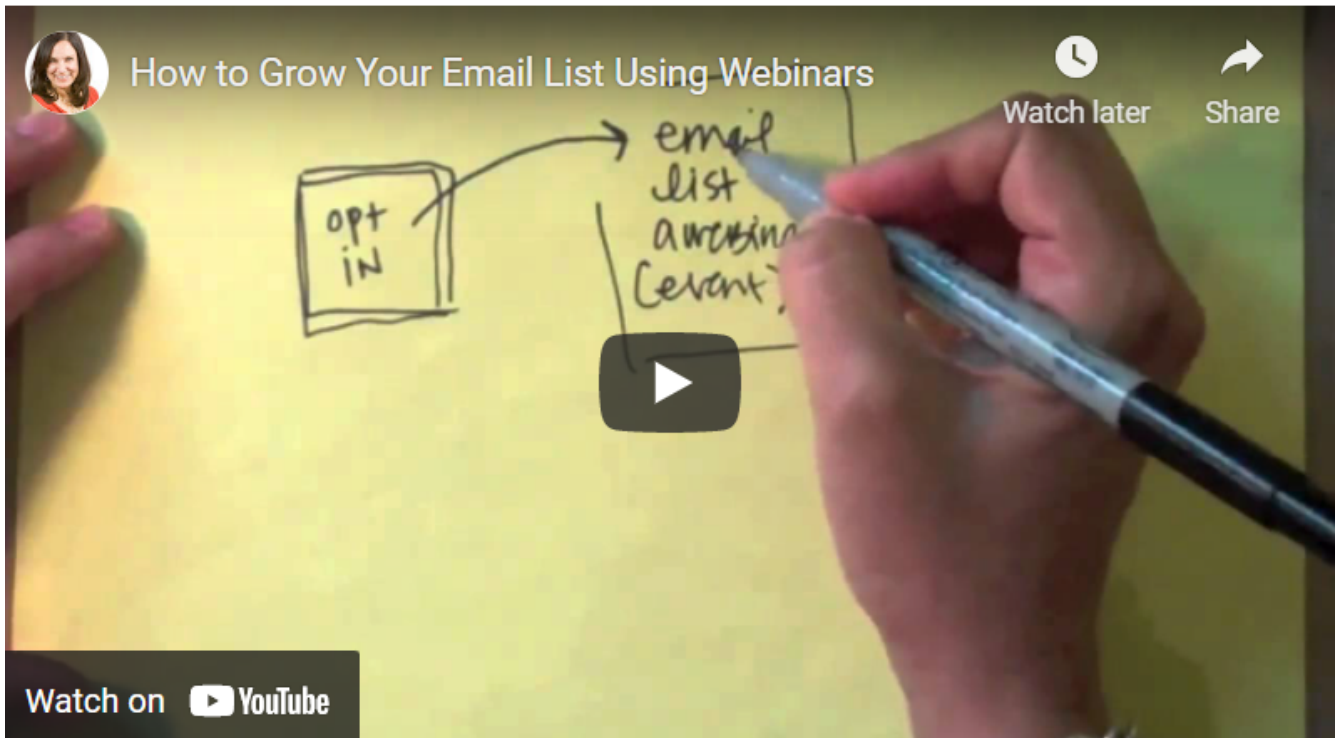 How to Grow Your Email List Using Webinars
Watch later
Share
email
list
opt
iN
(event)
Watch on YouTube